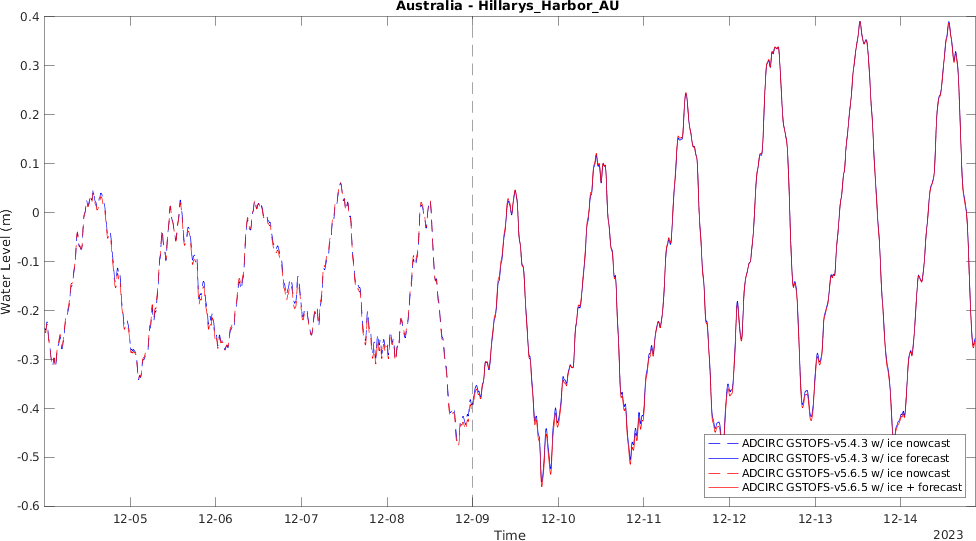 Australia - Hillarys_Harbor_AU
0.4
0.3
0.2
0.1
0
-0.1
-0.2
-0.3
-0.4
-0.5
-0.6
Water Level (m)
ADCIRC GSTOFS-v5.4.3 w/ ice nowcast
ADCIRC GSTOFS-v5.4.3 w/ ice forecast
ADCIRC GSTOFS-v5.6.5 w/ ice nowcast
ADCIRC GSTOFS-v5.6.5 w/ ice + forecast
12-05 12-06 12-07 12-08 12-09 12-10 12-11 12-12 12-13 12-14
Time
2023